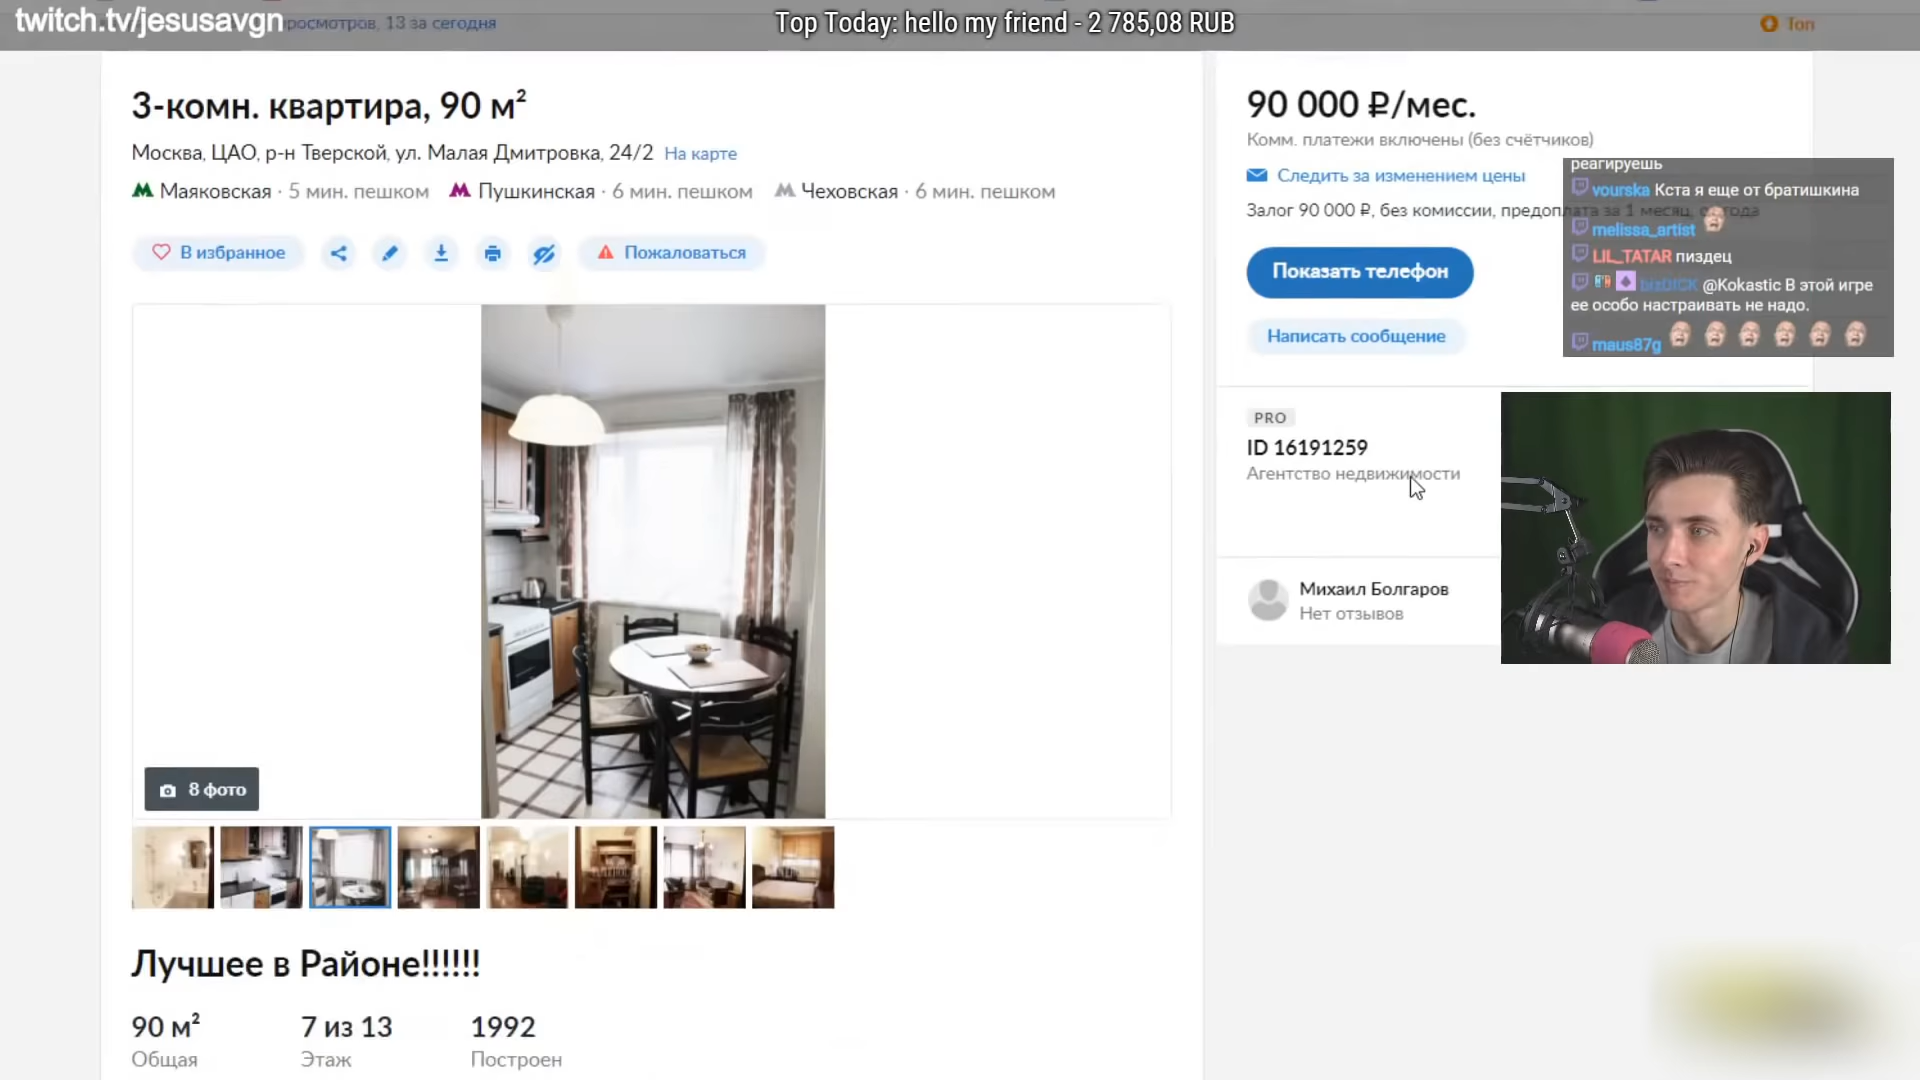 twitch.tv/jesusavgn
росмотров, 13 за сегодня
Top Today: hello my friend - 2 785,08 RUB
Топ
3-комн. квартира, 90 м²
Москва, ЦАО, р-н Тверской, ул. Малая Дмитровка, 24/2 На карте
Маяковская · 5 мин. пешком Пушкинская · 6 мин. пешком Чеховская · 6 мин. пешком
В избранное
Пожаловаться
8 фото
Лучшее в Районе!!!!!!
90 м² 7 из 13 1992
Общая Этаж Построен
90 000 ₽/мес.
Комм. платежи включены (без счётчиков)
Следить за изменением цены
Залог 90 000 ₽, без комиссии, предоплата за 1 месяц, от года
Показать телефон
Написать сообщение
PRO
ID 16191259
Агентство недвижимости
Михаил Болгаров
Нет отзывов
реагируешь
vourska Кста я еще от братишкина
melissa_artist
LIL_TATAR пиздец
bizDICK @Kokastic В этой игре
ее особо настраивать не надо.
maus87g